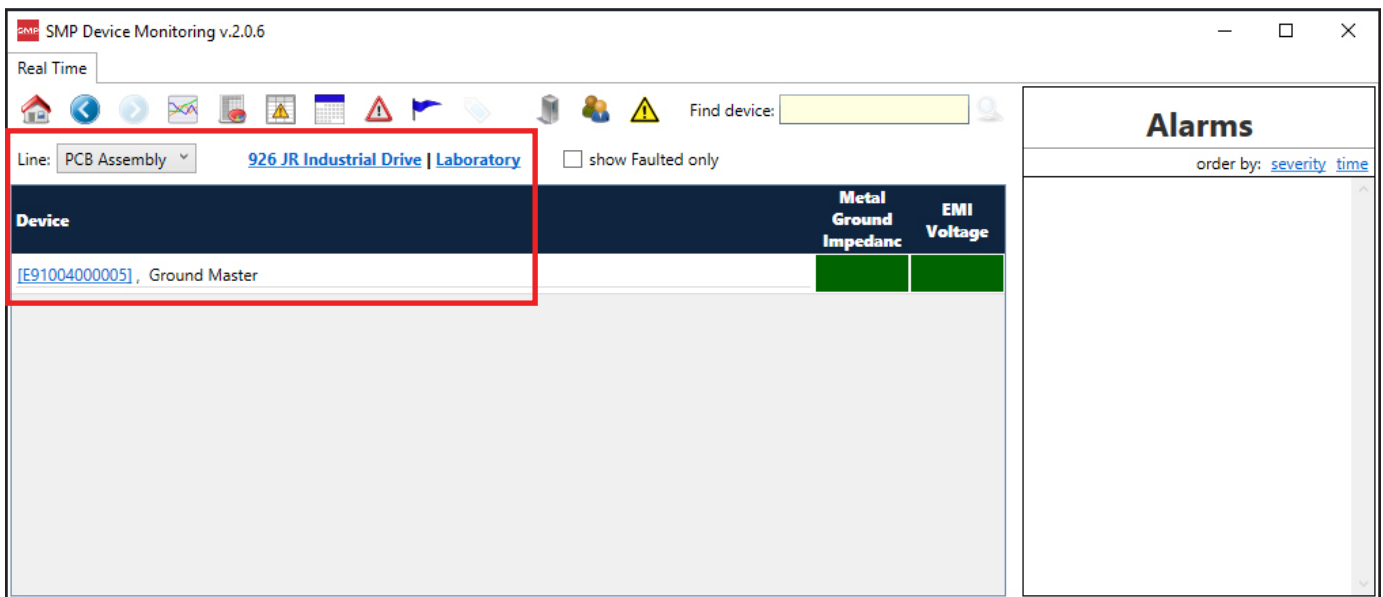 SMP SMP Device Monitoring v.2.0.6
Real Time
Find device:
Line: PCB Assembly 926 JR Industrial Drive | Laboratory show Faulted only
Device
Metal
Ground
Impedanc
EMI
Voltage
[E91004000005] , Ground Master
Alarms
order by: severity time